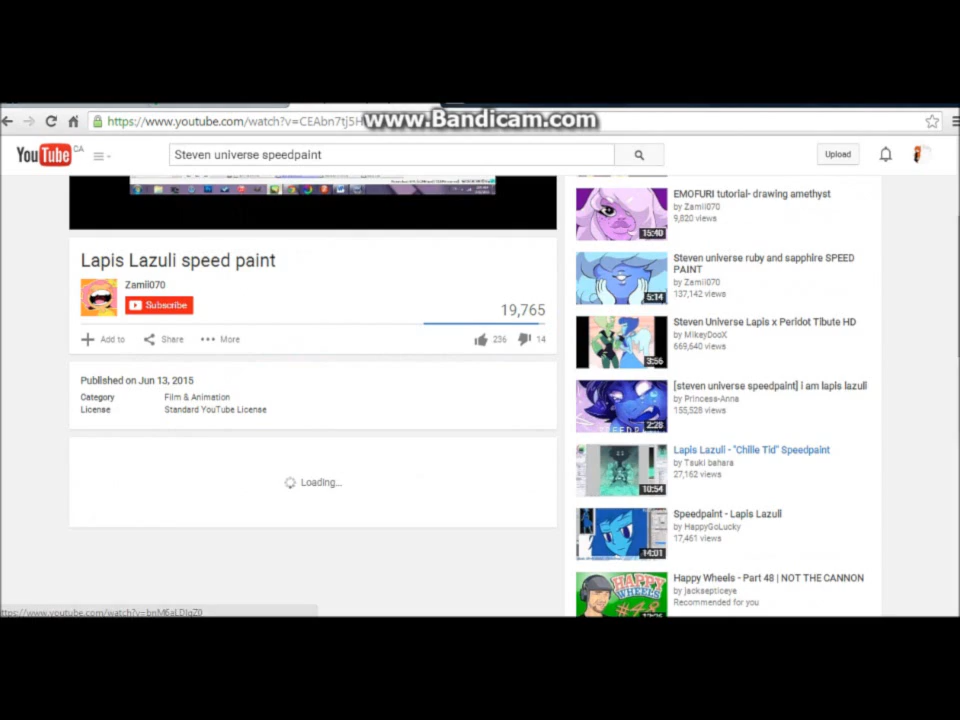 www.Bandicam.com
https://www.youtube.com/watch?v=CEAbn7tj5H
YouTube CA
Steven universe speedpaint
Upload
Lapis Lazuli speed paint
Zamii070
Subscribe
19,765
Add to Share More 236 14
Published on Jun 13, 2015
Category Film & Animation
License Standard YouTube License
Loading...
EMOFURI tutorial- drawing amethyst
by Zamii070
9,820 views
15:40
Steven universe ruby and sapphire SPEED
PAINT
by Zamii070
137,142 views
5:14
Steven Universe Lapis x Peridot Tibute HD
by MikeyDooX
669,640 views
3:56
[steven universe speedpaint] i am lapis lazuli
by Princess-Anna
155,528 views
2:28
Lapis Lazuli - "Chille Tid" Speedpaint
by Tsuki bahara
27,162 views
10:54
Speedpaint - Lapis Lazuli
by HappyGoLucky
17,461 views
14:01
Happy Wheels - Part 48 | NOT THE CANNON
by Jacksepticeye
Recommended for you
HAPPY
WHEELS
#48